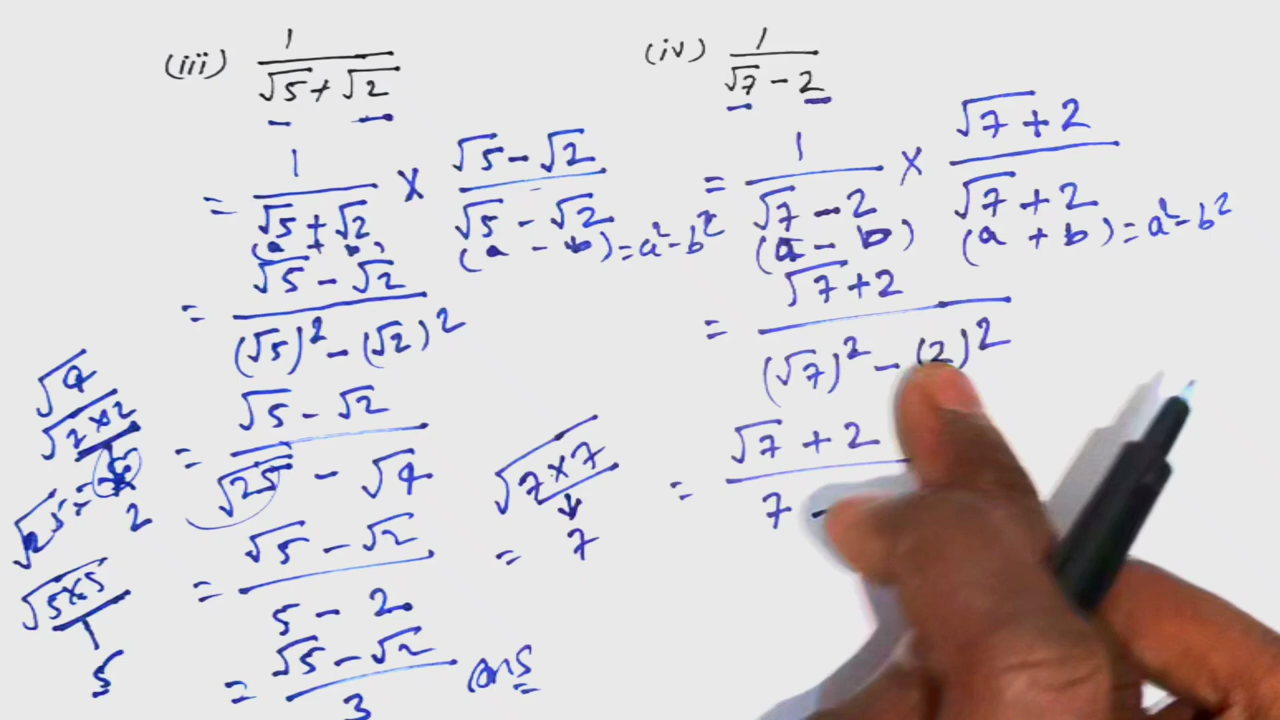 (iii) 1/(√5+√2)
= 1/(√5+√2) × (√5-√2)/(√5-√2)
(a + b) (a - b) = a²-b²
= (√5-√2)/((√5)²-(√2)²)
= (√5-√2)/(√25-√4)
= (√5-√2)/(5-2)
= (√5-√2)/3 ans
√4
√2×2
2
√25=
√5×5
5
√7×7
= 7
(iv) 1/(√7-2)
= 1/(√7-2) × (√7+2)/(√7+2)
(a - b) (a + b) = a²-b²
= (√7+2)/((√7)²-(2)²)
= (√7+2)/(7-